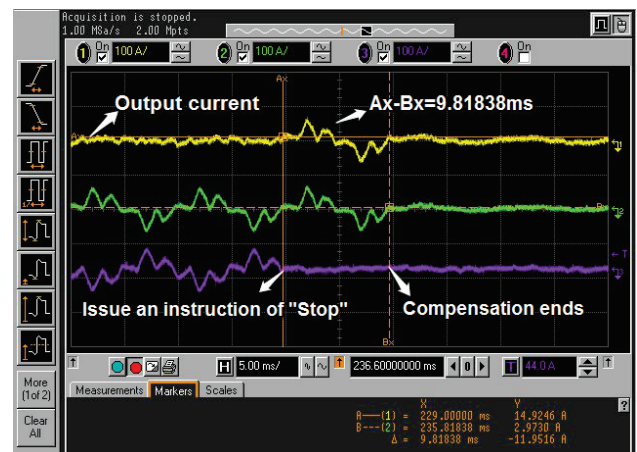 Acquisition is stopped.
1.00 MSa/s 2.00 Mpts
1 On 100 A/ 2 On 100 A/ 3 On 100 A/ 4 On
Ax
Output current
Ax-Bx=9.81838ms
Issue an instruction of "Stop"
Compensation ends
Bx
H 5.00 ms/ 236.60000000 ms 0 T 44.0 A
More
(1of 2)
Clear
All
Measurements Markers Scales
X Y
A——(1) = 229.00000 ms 14.9246 A
B---(2) = 235.81838 ms 2.9730 A
Δ = 9.81838 ms -11.9516 A
?